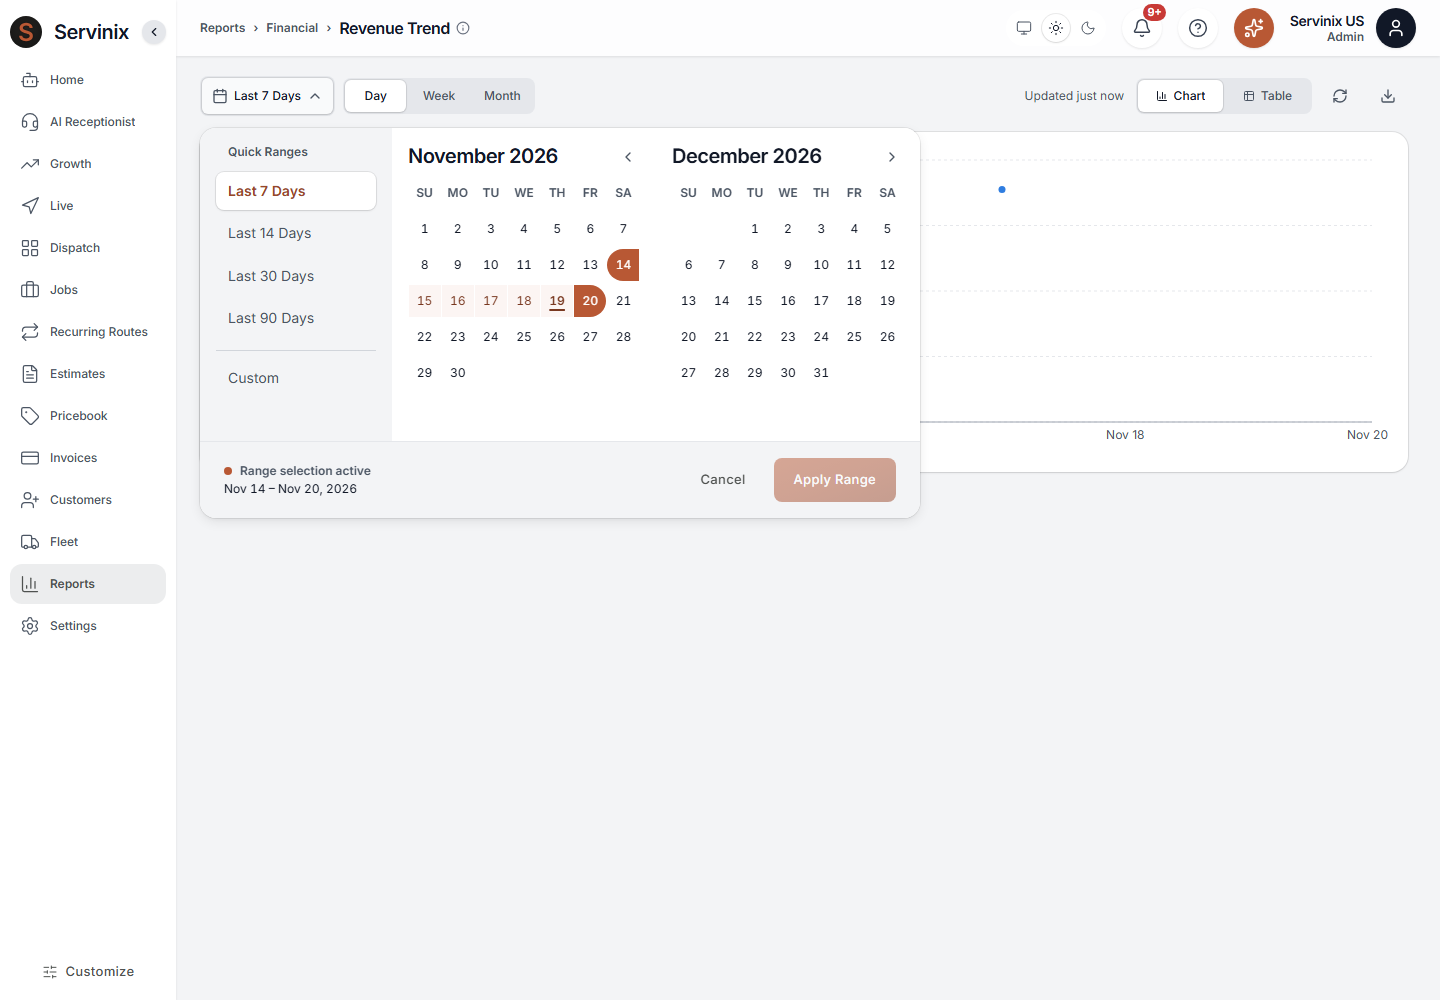 Servinix
Home
AI Receptionist
Growth
Live
Dispatch
Jobs
Recurring Routes
Estimates
Pricebook
Invoices
Customers
Fleet
Reports
Settings
Customize
Reports › Financial › Revenue Trend
9+
Servinix US
Admin
Last 7 Days
Day Week Month
Updated just now
Chart Table
Quick Ranges
Last 7 Days
Last 14 Days
Last 30 Days
Last 90 Days
Custom
November 2026
SU MO TU WE TH FR SA
1 2 3 4 5 6 7
8 9 10 11 12 13 14
15 16 17 18 19 20 21
22 23 24 25 26 27 28
29 30
December 2026
SU MO TU WE TH FR SA
1 2 3 4 5
6 7 8 9 10 11 12
13 14 15 16 17 18 19
20 21 22 23 24 25 26
27 28 29 30 31
Range selection active
Nov 14 – Nov 20, 2026
Cancel
Apply Range
Nov 18
Nov 20